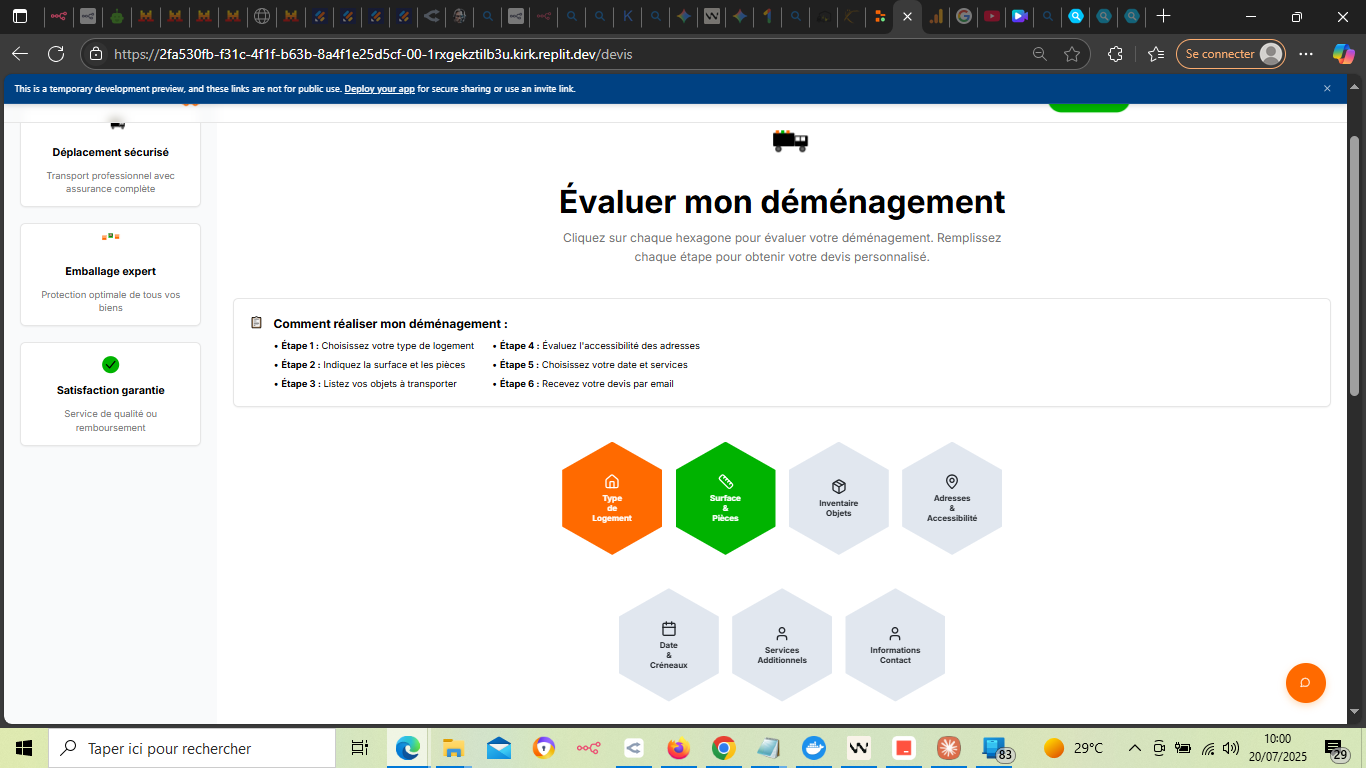 Se connecter
https://2fa530fb-f31c-4f1f-b63b-8a4f1e25d5cf-00-1rxgekztilb3u.kirk.replit.dev/devis
This is a temporary development preview, and these links are not for public use. Deploy your app for secure sharing or use an invite link.
Déplacement sécurisé
Transport professionnel avec
assurance complète
Emballage expert
Protection optimale de tous vos
biens
Satisfaction garantie
Service de qualité ou
remboursement
Évaluer mon déménagement
Cliquez sur chaque hexagone pour évaluer votre déménagement. Remplissez
chaque étape pour obtenir votre devis personnalisé.
Comment réaliser mon déménagement :
• Étape 1 : Choisissez votre type de logement
• Étape 2 : Indiquez la surface et les pièces
• Étape 3 : Listez vos objets à transporter
• Étape 4 : Évaluez l'accessibilité des adresses
• Étape 5 : Choisissez votre date et services
• Étape 6 : Recevez votre devis par email
Type
de
Logement
Surface
&
Pièces
Inventaire
Objets
Adresses
&
Accessibilité
Date
&
Créneaux
Services
Additionnels
Informations
Contact
Taper ici pour rechercher
83
29°C
10:00
20/07/2025
29